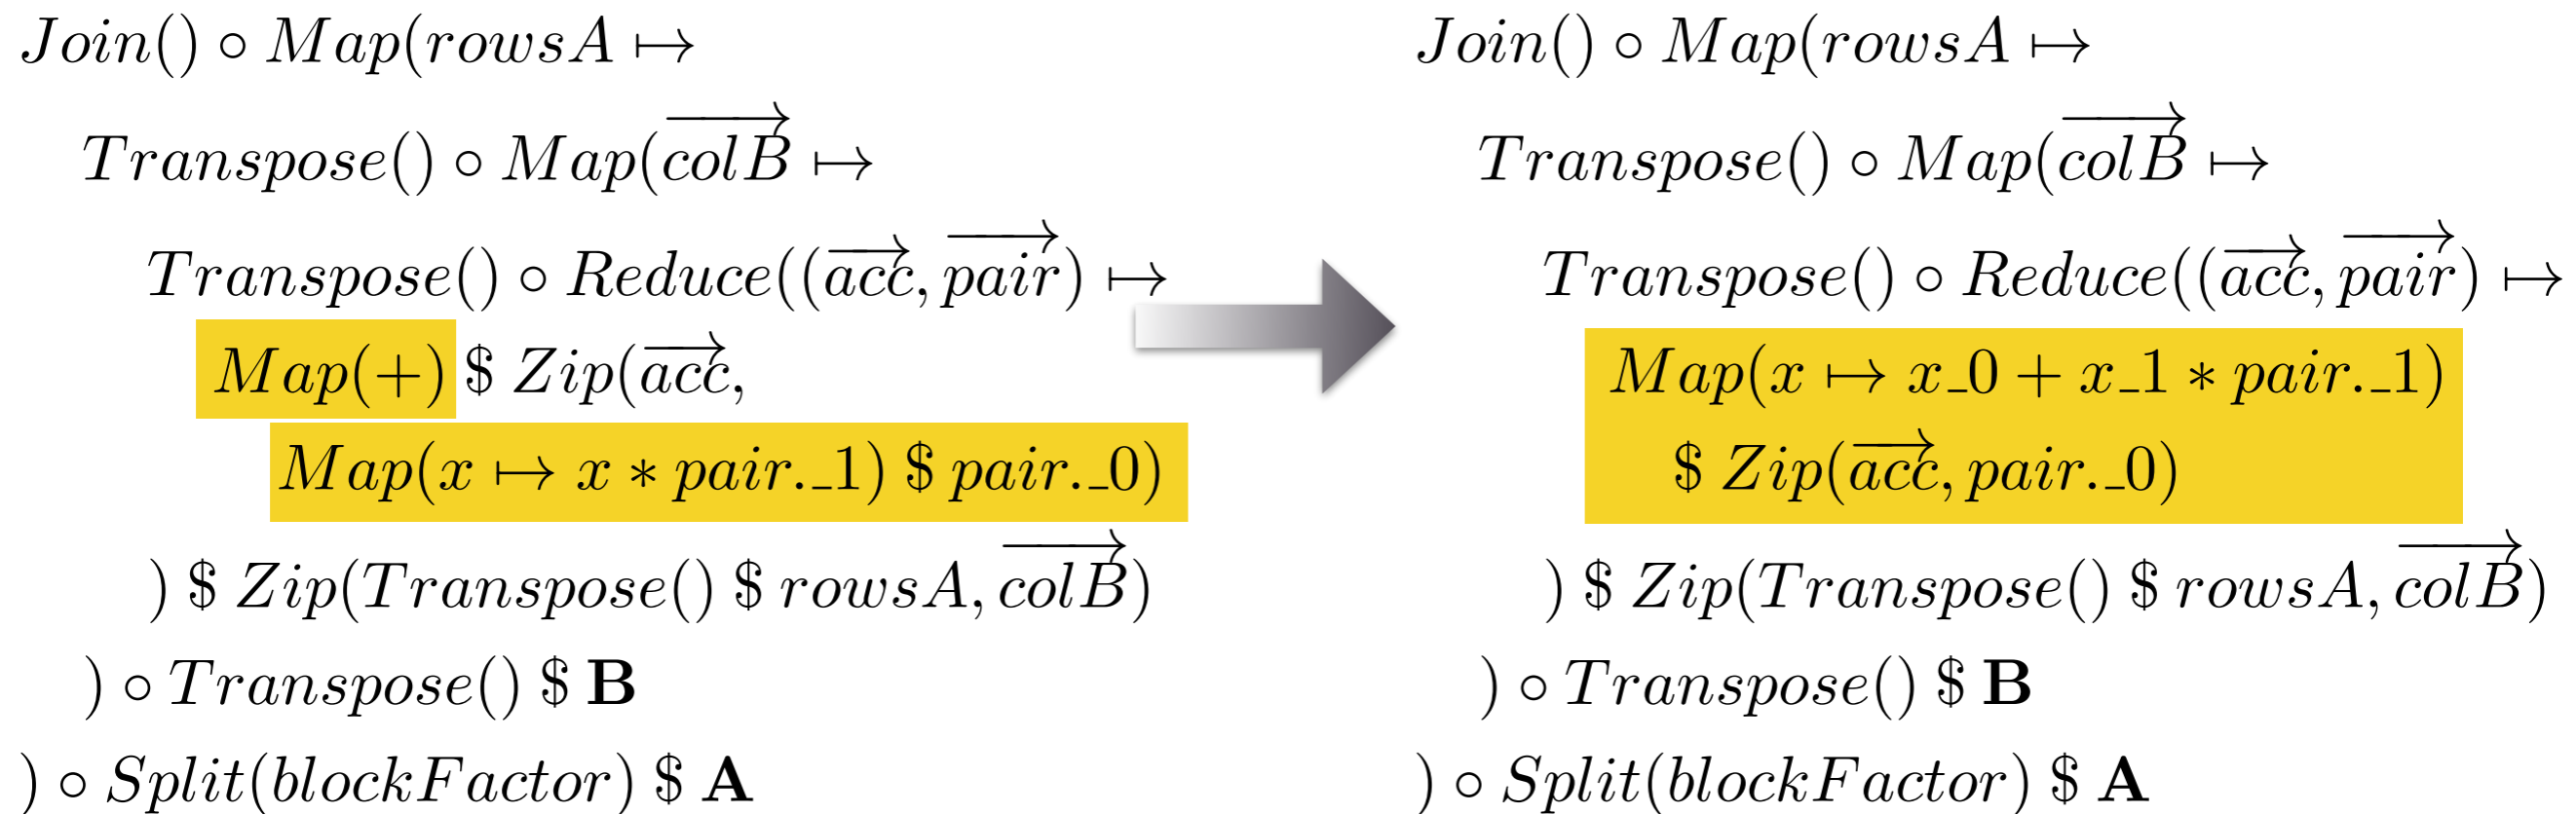 Join() ∘ Map(rowsA ↦
Transpose() ∘ Map(colB⃗ ↦
Transpose() ∘ Reduce((acc⃗, pair⃗) ↦
Map(+) $ Zip(acc⃗,
Map(x ↦ x * pair._1) $ pair._0)
) $ Zip(Transpose() $ rowsA, colB⃗)
) ∘ Transpose() $ B
) ∘ Split(blockFactor) $ A
Join() ∘ Map(rowsA ↦
Transpose() ∘ Map(colB⃗ ↦
Transpose() ∘ Reduce((acc⃗, pair⃗) ↦
Map(x ↦ x_0 + x_1 * pair._1)
$ Zip(acc⃗, pair._0)
) $ Zip(Transpose() $ rowsA, colB⃗)
) ∘ Transpose() $ B
) ∘ Split(blockFactor) $ A